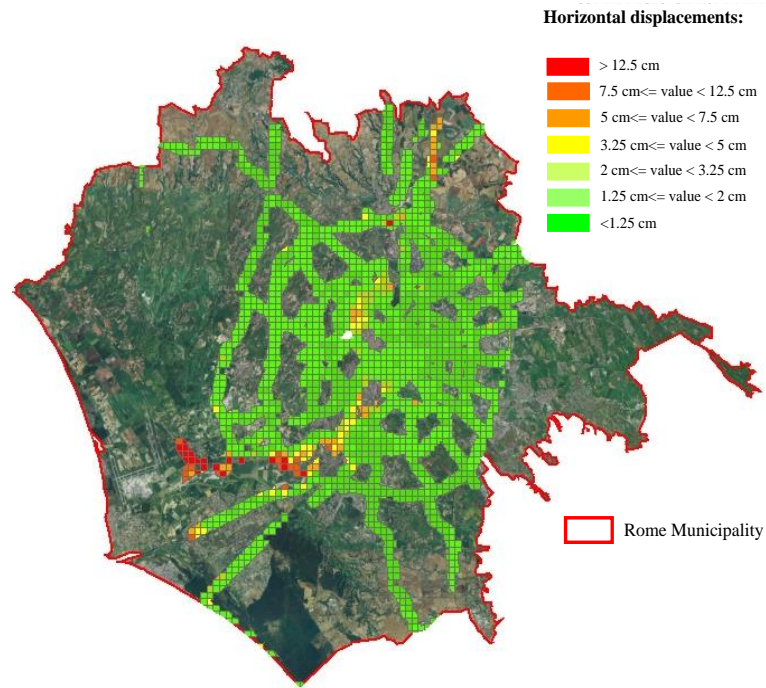 Horizontal displacements:
> 12.5 cm
7.5 cm<= value < 12.5 cm
5 cm<= value < 7.5 cm
3.25 cm<= value < 5 cm
2 cm<= value < 3.25 cm
1.25 cm<= value < 2 cm
<1.25 cm
Rome Municipality